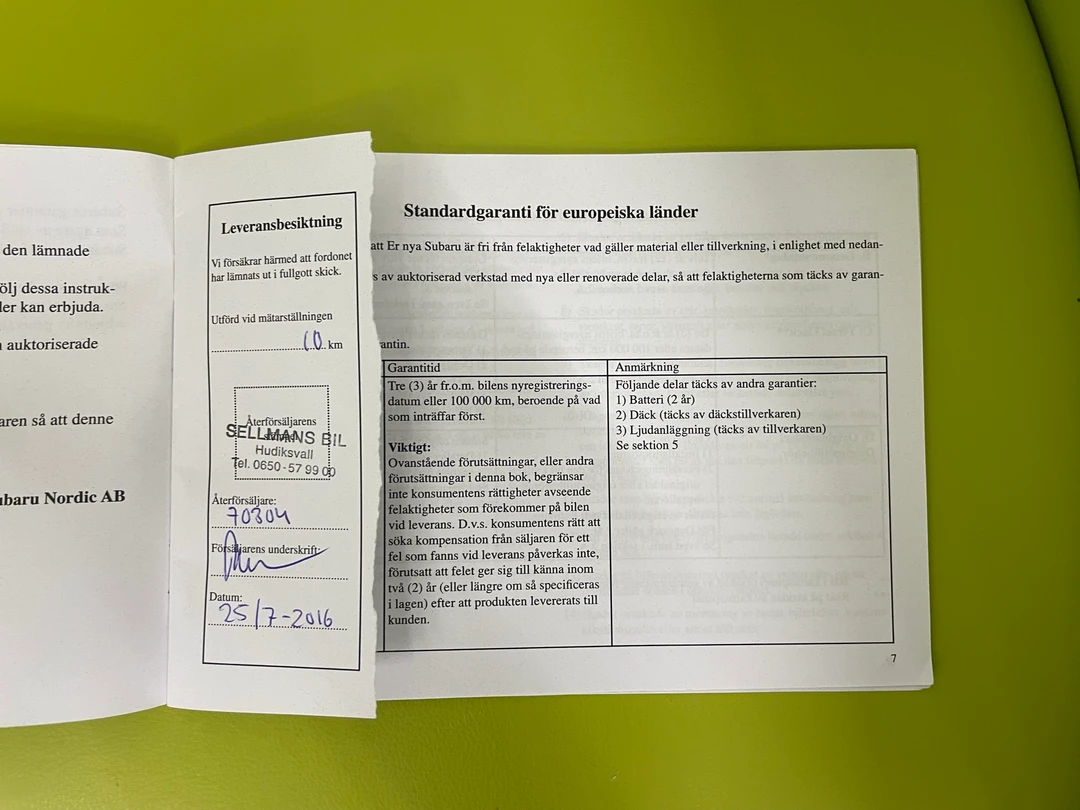 den lämnade
ölj dessa instruk-
ler kan erbjuda.
auktoriserade
aren så att denne
ubaru Nordic AB
Leveransbesiktning
Vi försäkrar härmed att fordonet
har lämnats ut i fullgott skick.
Utförd vid mätarställningen
10 km
Återförsäljarens
SELLMANS BIL
Hudiksvall
Tel. 0650-57 99 00
Återförsäljare:
70304
Försäljarens underskrift:
Datum:
25/7-2016
Standardgaranti för europeiska länder
att Er nya Subaru är fri från felaktigheter vad gäller material eller tillverkning, i enlighet med nedan-
s av auktoriserad verkstad med nya eller renoverade delar, så att felaktigheterna som täcks av garan-
antin.
Garantitid
Tre (3) år fr.o.m. bilens nyregistrerings-
datum eller 100 000 km, beroende på vad
som inträffar först.
Viktigt:
Ovanstående förutsättningar, eller andra
förutsättningar i denna bok, begränsar
inte konsumentens rättigheter avseende
felaktigheter som förekommer på bilen
vid leverans. D.v.s. konsumentens rätt att
söka kompensation från säljaren för ett
fel som fanns vid leverans påverkas inte,
förutsatt att felet ger sig till känna inom
två (2) år (eller längre om så specificeras
i lagen) efter att produkten levererats till
kunden.
Anmärkning
Följande delar täcks av andra garantier:
1) Batteri (2 år)
2) Däck (täcks av däckstillverkaren)
3) Ljudanläggning (täcks av tillverkaren)
Se sektion 5
7